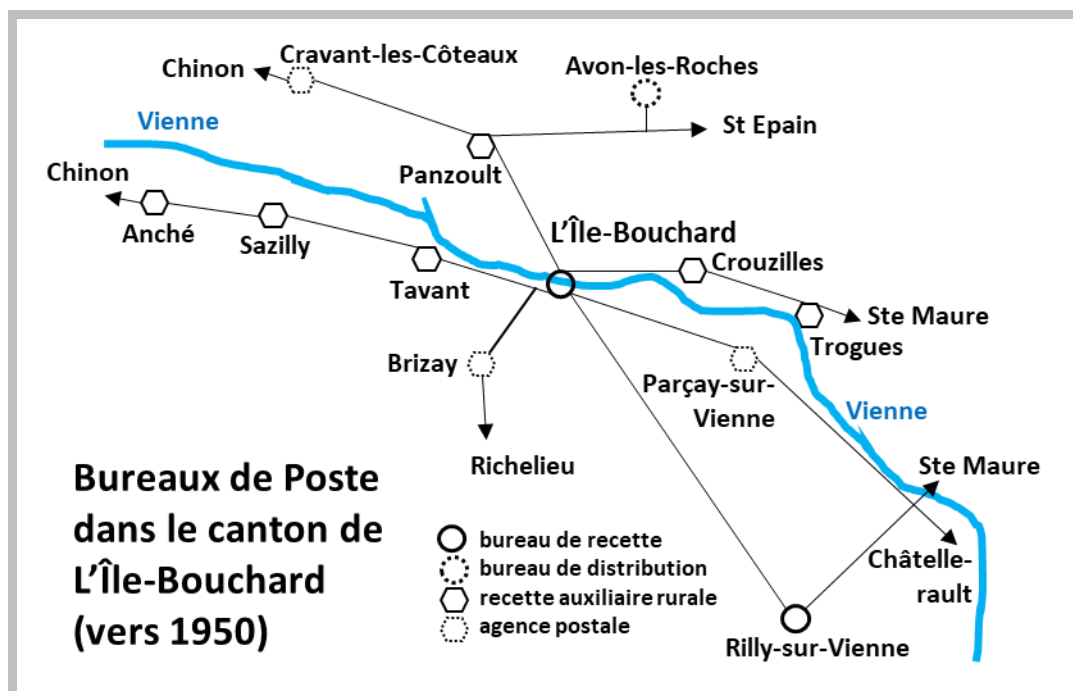 Cravant-les-Côteaux
Chinon
Avon-les-Roches
Vienne
St Epain
Chinon
Panzoult
Anché
Sazilly
L'Île-Bouchard
Tavant
Crouzilles
Ste Maure
Trogues
Brizay
Parçay-sur-
Vienne
Vienne
Richelieu
Ste Maure
Bureaux de Poste
dans le canton de
L'Île-Bouchard
(vers 1950)
bureau de recette
bureau de distribution
recette auxiliaire rurale
agence postale
Châtelle-
rault
Rilly-sur-Vienne